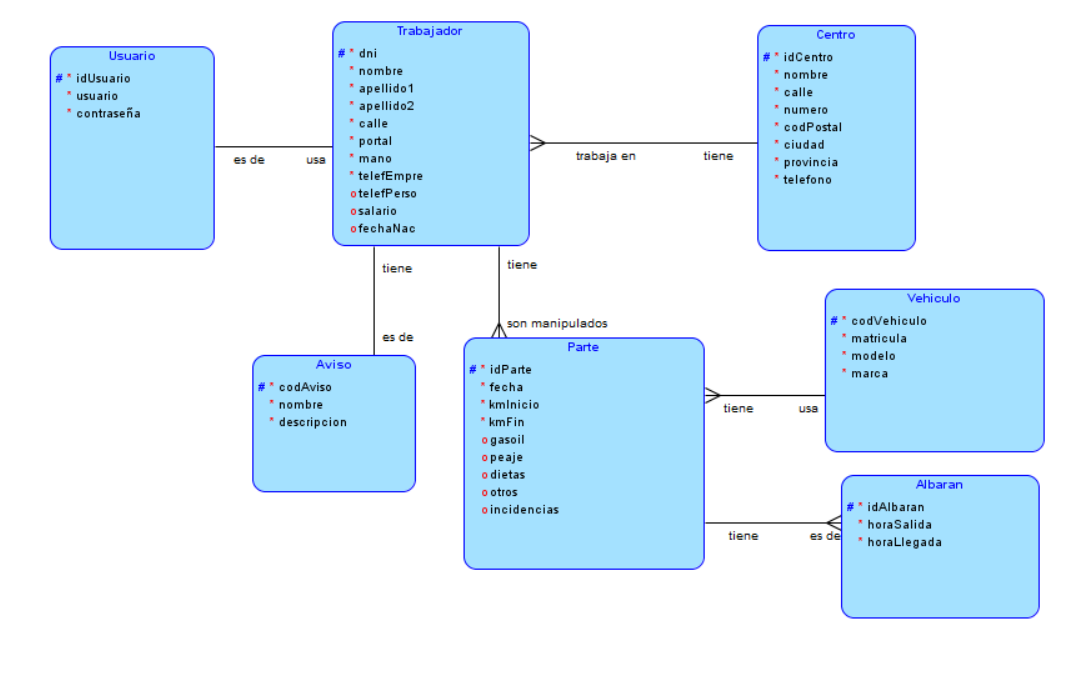 Usuario
# * idUsuario
* usuario
* contraseña
Trabajador
# * dni
* nombre
* apellido1
* apellido2
* calle
* portal
* mano
* telefEmpre
o telefPerso
o salario
o fechaNac
Centro
# * idCentro
* nombre
* calle
* numero
* codPostal
* ciudad
* provincia
* telefono
es de
usa
trabaja en
tiene
tiene
tiene
son manipulados
es de
Aviso
# * codAviso
* nombre
* descripcion
Parte
# * idParte
* fecha
* kmInicio
* kmFin
o gasoil
o peaje
o dietas
o otros
o incidencias
Vehiculo
# * codVehiculo
* matricula
* modelo
* marca
tiene
usa
Albaran
# * idAlbaran
* horaSalida
* horaLlegada
tiene
es de